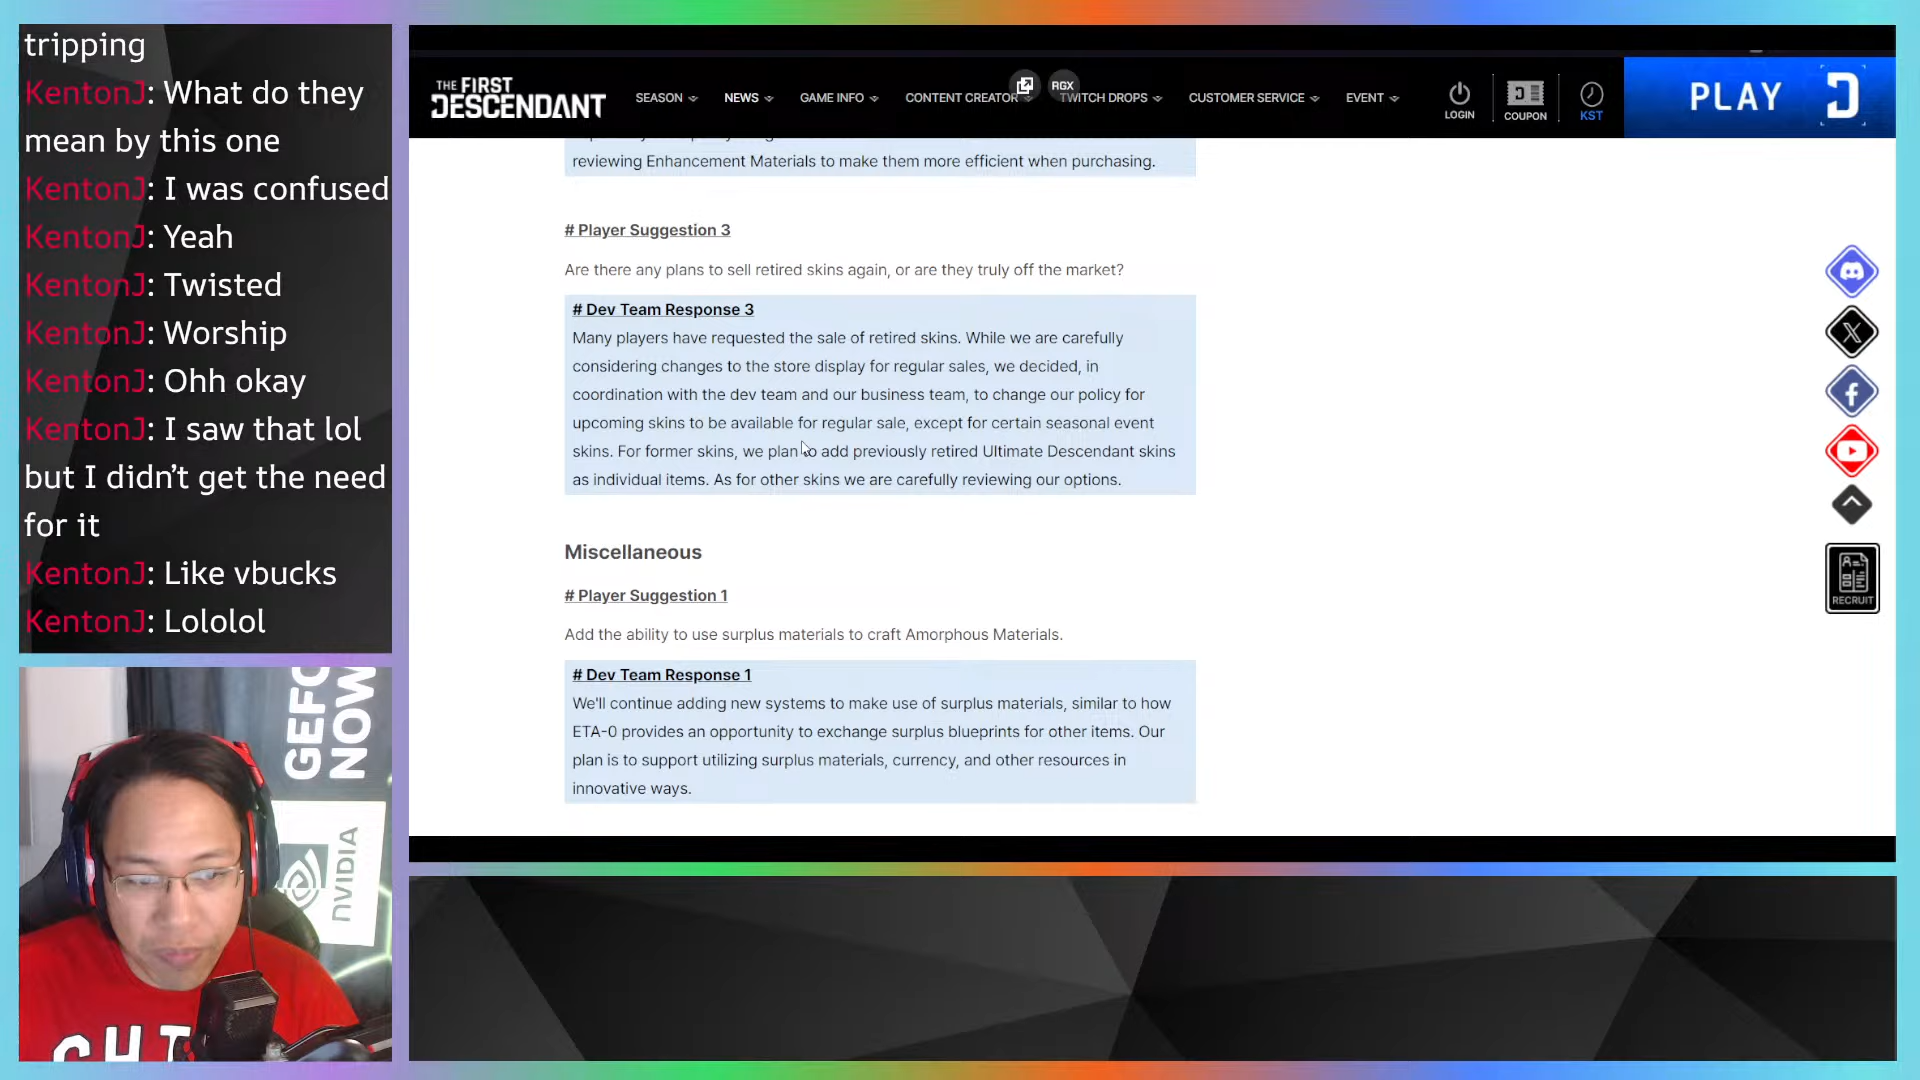 tripping
KentonJ: What do they
mean by this one
KentonJ: I was confused
KentonJ: Yeah
KentonJ: Twisted
KentonJ: Worship
KentonJ: Ohh okay
KentonJ: I saw that lol
but I didn't get the need
for it
KentonJ: Like vbucks
KentonJ: Lololol
GEFO
NOW
NVIDIA
THE FIRST
DESCENDANT
SEASON
NEWS
GAME INFO
CONTENT CREATOR
RGX
TWITCH DROPS
CUSTOMER SERVICE
EVENT
LOGIN
COUPON
KST
PLAY
reviewing Enhancement Materials to make them more efficient when purchasing.
# Player Suggestion 3
Are there any plans to sell retired skins again, or are they truly off the market?
# Dev Team Response 3
Many players have requested the sale of retired skins. While we are carefully
considering changes to the store display for regular sales, we decided, in
coordination with the dev team and our business team, to change our policy for
upcoming skins to be available for regular sale, except for certain seasonal event
skins. For former skins, we plan to add previously retired Ultimate Descendant skins
as individual items. As for other skins we are carefully reviewing our options.
Miscellaneous
# Player Suggestion 1
Add the ability to use surplus materials to craft Amorphous Materials.
# Dev Team Response 1
We'll continue adding new systems to make use of surplus materials, similar to how
ETA-0 provides an opportunity to exchange surplus blueprints for other items. Our
plan is to support utilizing surplus materials, currency, and other resources in
innovative ways.
RECRUIT